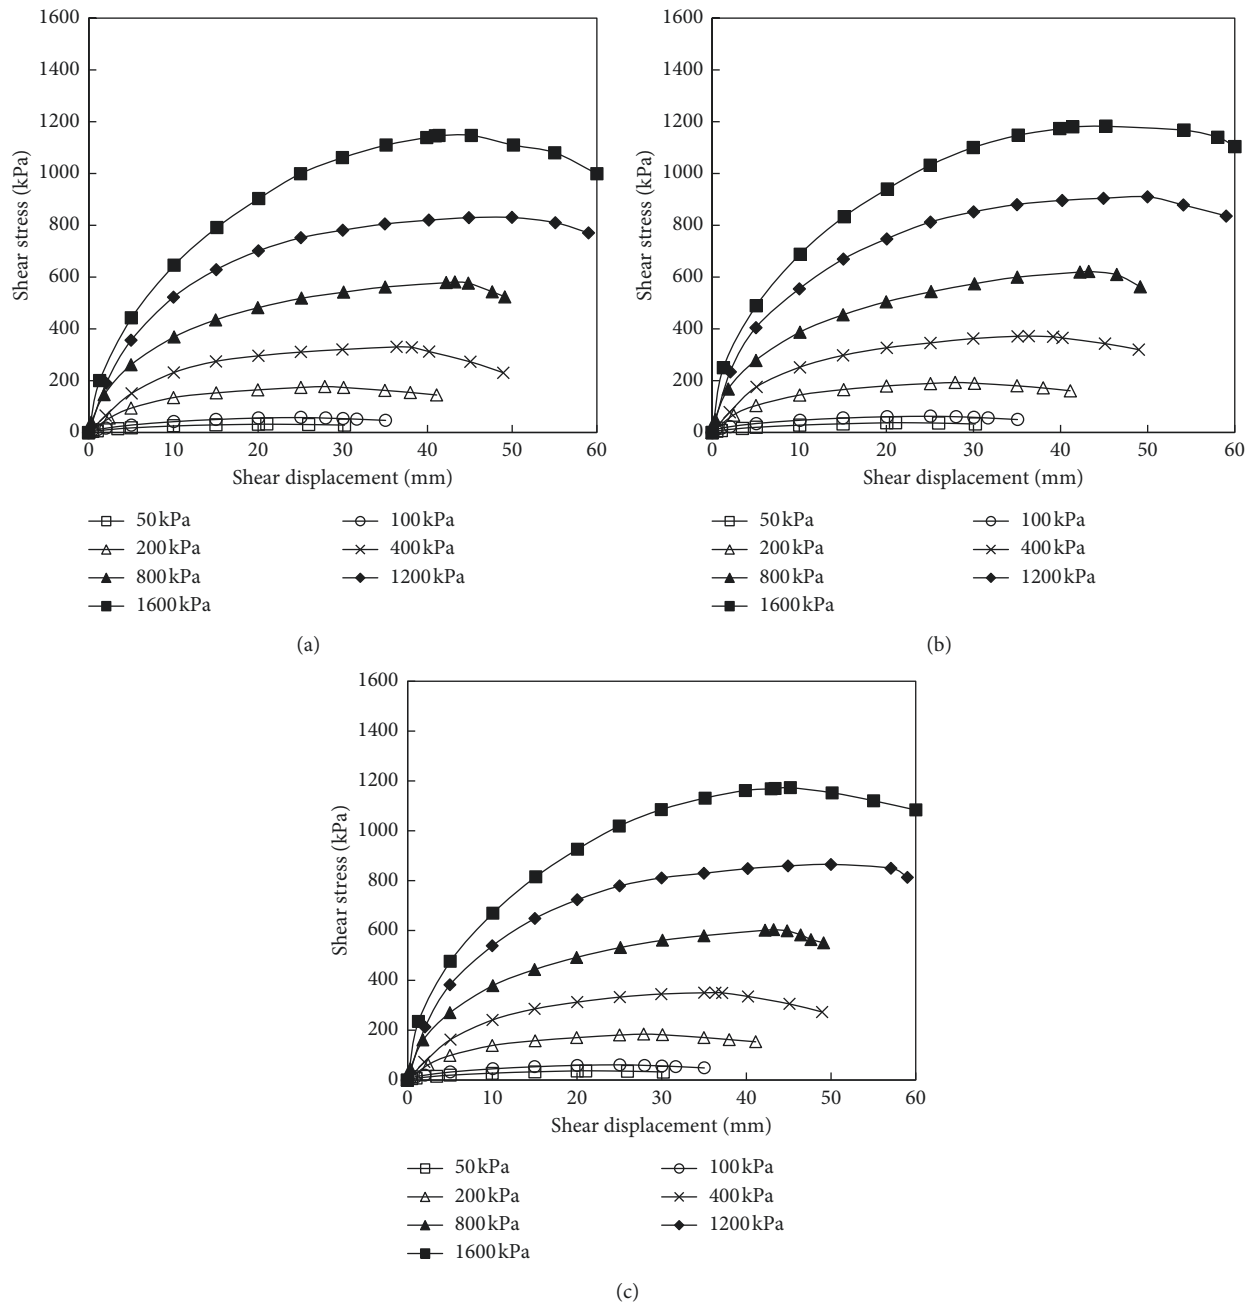 1600
1400
1200
1000
800
600
400
200
0
Shear stress (kPa)
0 10 20 30 40 50 60
Shear displacement (mm)
50 kPa 100 kPa
200 kPa 400 kPa
800 kPa 1200 kPa
1600 kPa
(a)
1600
1400
1200
1000
800
600
400
200
0
Shear stress (kPa)
0 10 20 30 40 50 60
Shear displacement (mm)
50 kPa 100 kPa
200 kPa 400 kPa
800 kPa 1200 kPa
1600 kPa
(b)
1600
1400
1200
1000
800
600
400
200
0
Shear stress (kPa)
0 10 20 30 40 50 60
Shear displacement (mm)
50 kPa 100 kPa
200 kPa 400 kPa
800 kPa 1200 kPa
1600 kPa
(c)